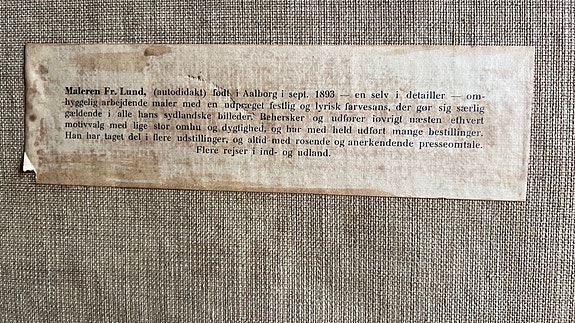 Maleren Fr. Lund, (autodidakt) født i Aalborg i sept. 1893 — en selv i detailler — om-
hyggelig arbejdende maler med en udpræget festlig og lyrisk farvesans, der gør sig særlig
gældende i alle hans sydlandske billeder. Behersker og udfører iøvrigt næsten ethvert
motivvalg med lige stor omhu og dygtighed, og har med held udført mange bestillinger.
Han har taget del i flere udstillinger, og altid med rosende og anerkendende presseomtale.
Flere rejser i ind- og udland.